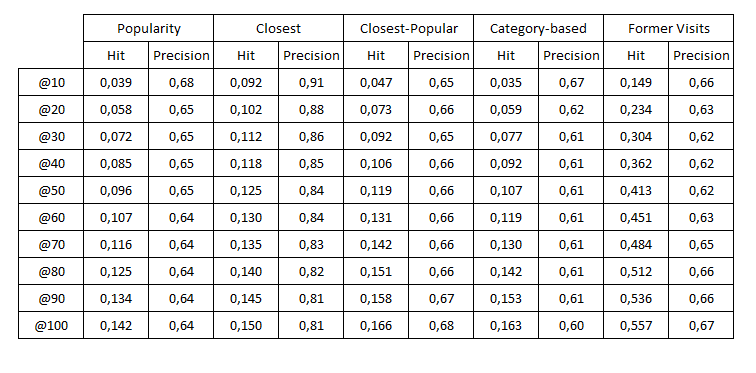 Popularity Closest Closest-Popular Category-based Former Visits
Hit Precision Hit Precision Hit Precision Hit Precision Hit Precision
@10 0,039 0,68 0,092 0,91 0,047 0,65 0,035 0,67 0,149 0,66
@20 0,058 0,65 0,102 0,88 0,073 0,66 0,059 0,62 0,234 0,63
@30 0,072 0,65 0,112 0,86 0,092 0,65 0,077 0,61 0,304 0,62
@40 0,085 0,65 0,118 0,85 0,106 0,66 0,092 0,61 0,362 0,62
@50 0,096 0,65 0,125 0,84 0,119 0,66 0,107 0,61 0,413 0,62
@60 0,107 0,64 0,130 0,84 0,131 0,66 0,119 0,61 0,451 0,63
@70 0,116 0,64 0,135 0,83 0,142 0,66 0,130 0,61 0,484 0,65
@80 0,125 0,64 0,140 0,82 0,151 0,66 0,142 0,61 0,512 0,66
@90 0,134 0,64 0,145 0,81 0,158 0,67 0,153 0,61 0,536 0,66
@100 0,142 0,64 0,150 0,81 0,166 0,68 0,163 0,60 0,557 0,67